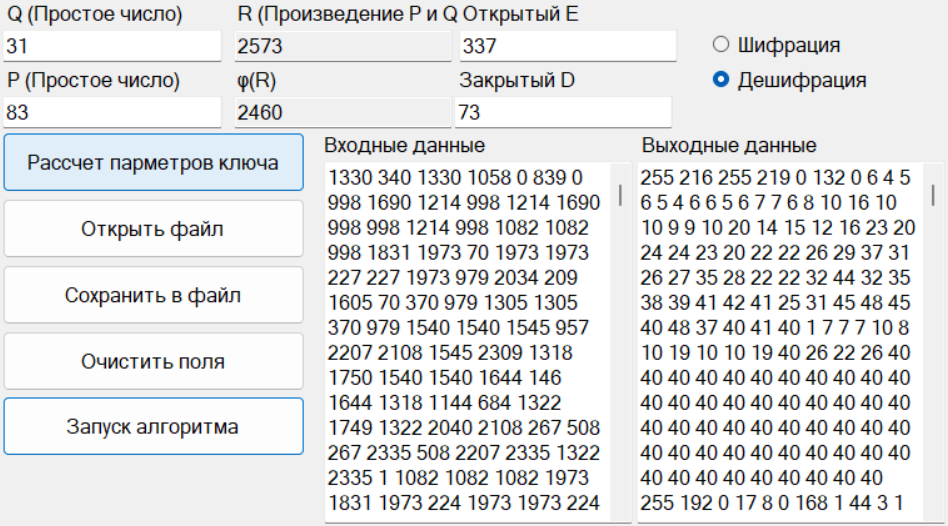 Q (Простое число) R (Произведение P и Q Открытый E
31 2573 337
Шифрация
P (Простое число) φ(R) Закрытый D
Дешифрация
83 2460 73
Рассчет парметров ключа
Открыть файл
Сохранить в файл
Очистить поля
Запуск алгоритма
Входные данные
1330 340 1330 1058 0 839 0
998 1690 1214 998 1214 1690
998 998 1214 998 1082 1082
998 1831 1973 70 1973 1973
227 227 1973 979 2034 209
1605 70 370 979 1305 1305
370 979 1540 1540 1545 957
2207 2108 1545 2309 1318
1750 1540 1540 1644 146
1644 1318 1144 684 1322
1749 1322 2040 2108 267 508
267 2335 508 2207 2335 1322
2335 1 1082 1082 1082 1973
1831 1973 224 1973 1973 224
Выходные данные
255 216 255 219 0 132 0 6 4 5
6 5 4 6 6 5 6 7 7 6 8 10 16 10
10 9 9 10 20 14 15 12 16 23 20
24 24 23 20 22 22 26 29 37 31
26 27 35 28 22 22 32 44 32 35
38 39 41 42 41 25 31 45 48 45
40 48 37 40 41 40 1 7 7 7 10 8
10 19 10 10 19 40 26 22 26 40
40 40 40 40 40 40 40 40 40 40
40 40 40 40 40 40 40 40 40 40
40 40 40 40 40 40 40 40 40 40
40 40 40 40 40 40 40 40 40 40
40 40 40 40 40 40 40 40 40
255 192 0 17 8 0 168 1 44 3 1